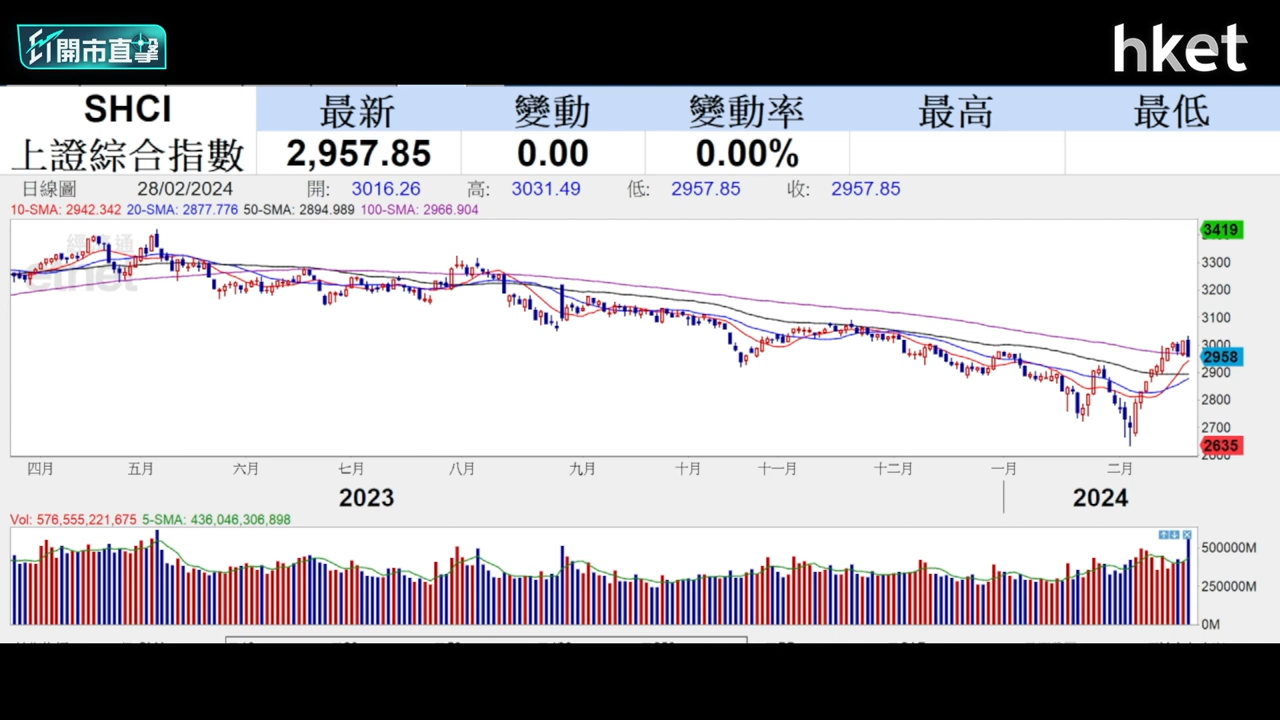 開市直擊
hket
SHCI 最新 變動 變動率 最高 最低
上證綜合指數 2,957.85 0.00 0.00%
日線圖 28/02/2024 開: 3016.26 高: 3031.49 低: 2957.85 收: 2957.85
10-SMA: 2942.342 20-SMA: 2877.776 50-SMA: 2894.989 100-SMA: 2966.904
經濟通
etnet
3419
3300
3200
3100
3000
2958
2900
2800
2700
2635
2600
四月 五月 六月 七月 八月 九月 十月 十一月 十二月 一月 二月
2023 2024
Vol: 576,555,221,675 5-SMA: 436,046,306,898
500000M
250000M
0M